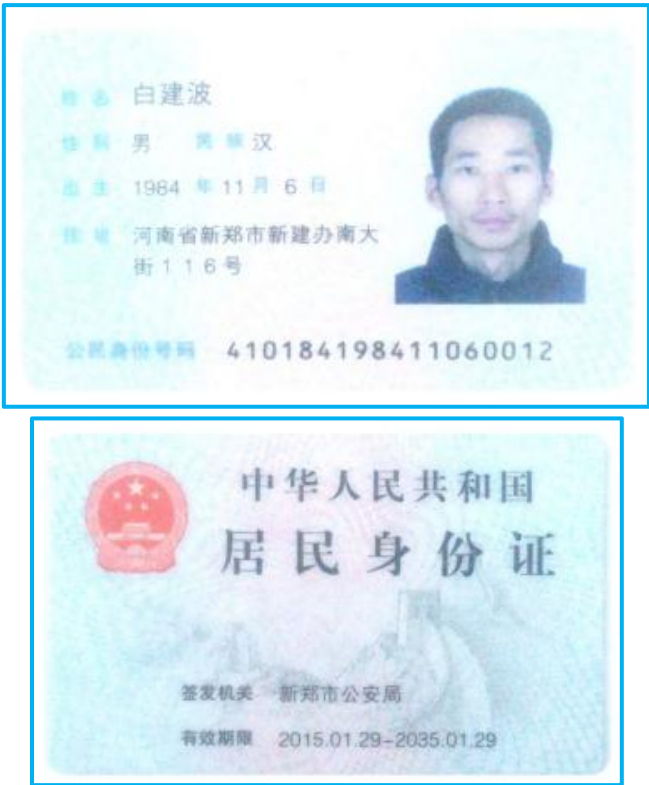 姓名 白建波
性别 男 民族 汉
出生 1984 年 11 月 6 日
住址 河南省新郑市新建办南大
街116号
公民身份号码 410184198411060012
中华人民共和国
居民身份证
签发机关 新郑市公安局
有效期限 2015.01.29-2035.01.29